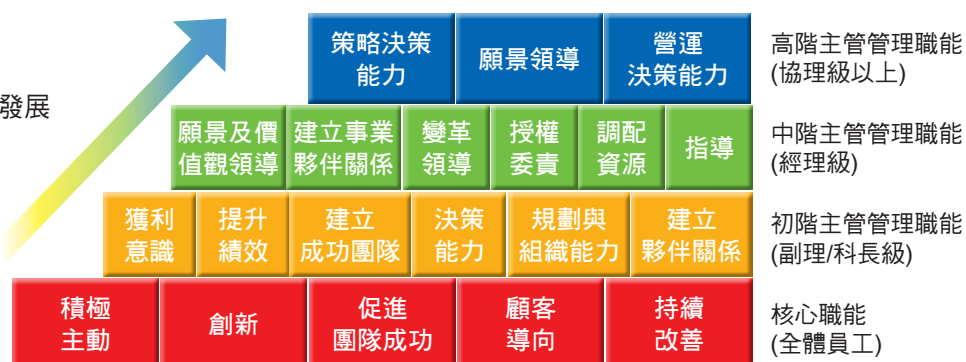 策略決策
能力
願景領導
營運
決策能力
高階主管管理職能
(協理級以上)
發展
願景及價
值觀領導
建立事業
夥伴關係
變革
領導
授權
委責
調配
資源
指導
中階主管管理職能
(經理級)
獲利
意識
提升
績效
建立
成功團隊
決策
能力
規劃與
組織能力
建立
夥伴關係
初階主管管理職能
(副理/科長級)
積極
主動
創新
促進
團隊成功
顧客
導向
持續
改善
核心職能
(全體員工)